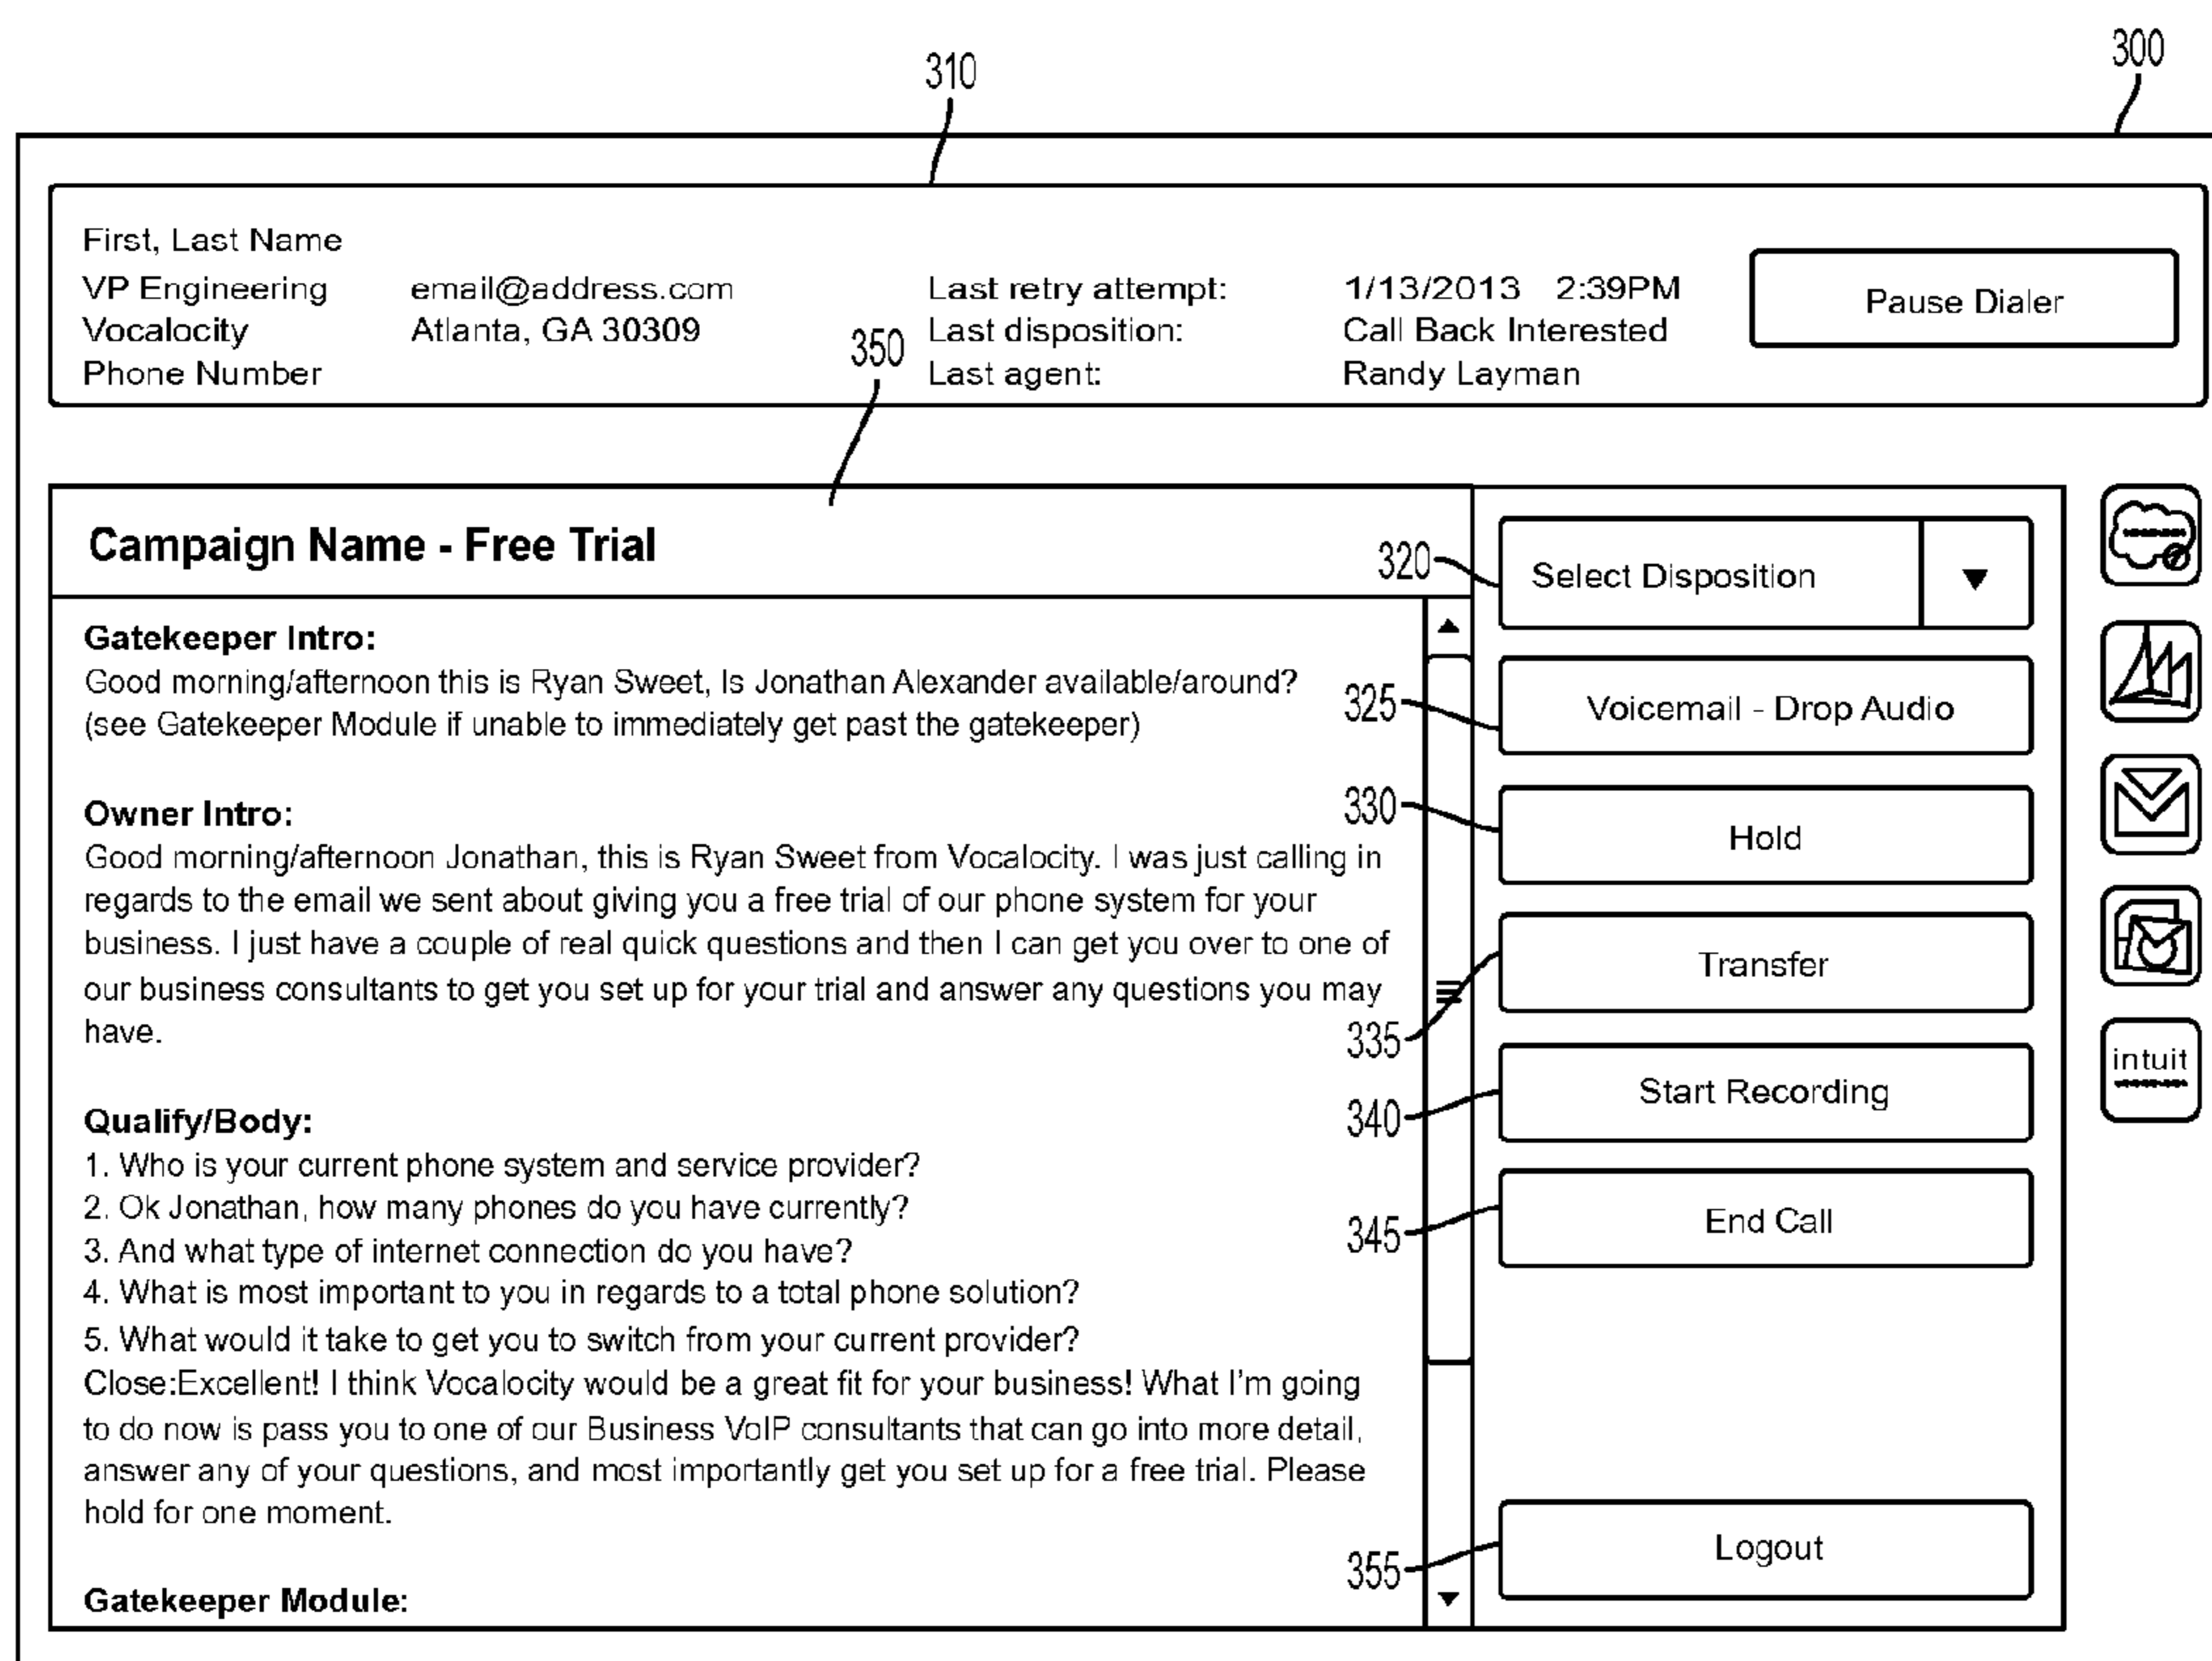 300
310
First, Last Name
VP Engineering email@address.com Last retry attempt: 1/13/2013 2:39PM
Vocalocity Atlanta, GA 30309 Last disposition: Call Back Interested
Phone Number Last agent: Randy Layman
Pause Dialer
350
Campaign Name - Free Trial
Gatekeeper Intro:
Good morning/afternoon this is Ryan Sweet, Is Jonathan Alexander available/around?
(see Gatekeeper Module if unable to immediately get past the gatekeeper)
Owner Intro:
Good morning/afternoon Jonathan, this is Ryan Sweet from Vocalocity. I was just calling in
regards to the email we sent about giving you a free trial of our phone system for your
business. I just have a couple of real quick questions and then I can get you over to one of
our business consultants to get you set up for your trial and answer any questions you may
have.
Qualify/Body:
1. Who is your current phone system and service provider?
2. Ok Jonathan, how many phones do you have currently?
3. And what type of internet connection do you have?
4. What is most important to you in regards to a total phone solution?
5. What would it take to get you to switch from your current provider?
Close:Excellent! I think Vocalocity would be a great fit for your business! What I'm going
to do now is pass you to one of our Business VoIP consultants that can go into more detail,
answer any of your questions, and most importantly get you set up for a free trial. Please
hold for one moment.
Gatekeeper Module:
320 Select Disposition
325 Voicemail - Drop Audio
330 Hold
335 Transfer
340 Start Recording
345 End Call
355 Logout
intuit